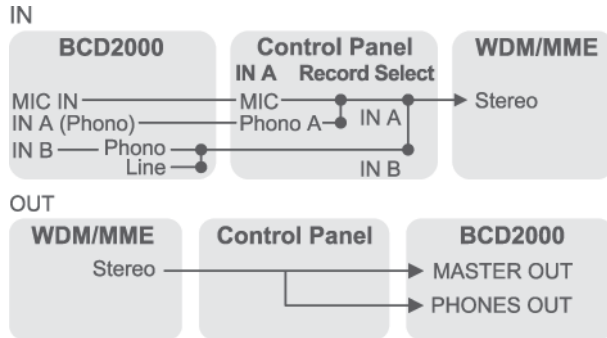 IN
BCD2000 Control Panel WDM/MME
IN A Record Select
MIC IN MIC Stereo
IN A (Phono) Phono A IN A
IN B Phono
Line IN B
OUT
WDM/MME Control Panel BCD2000
Stereo MASTER OUT
PHONES OUT